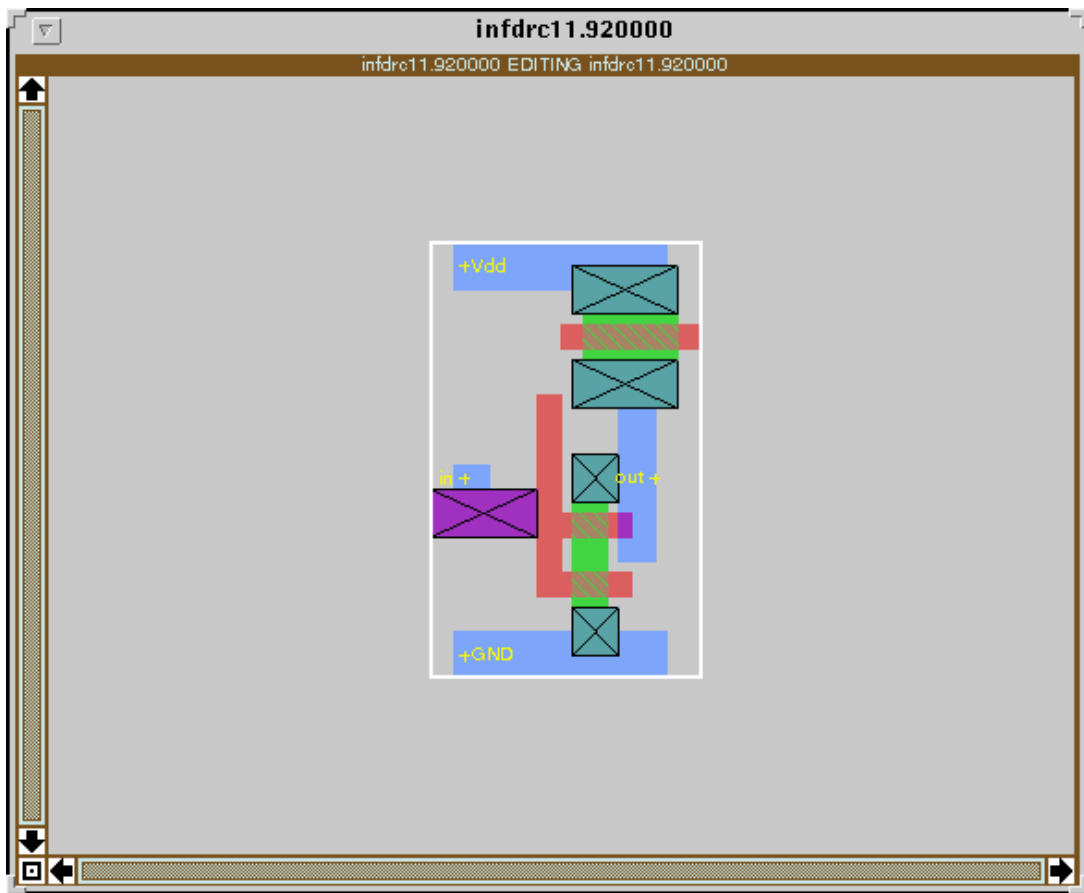 infdrc11.920000
infdrc11.920000 EDITING infdrc11.920000
+Vdd
in +
out +
+GND